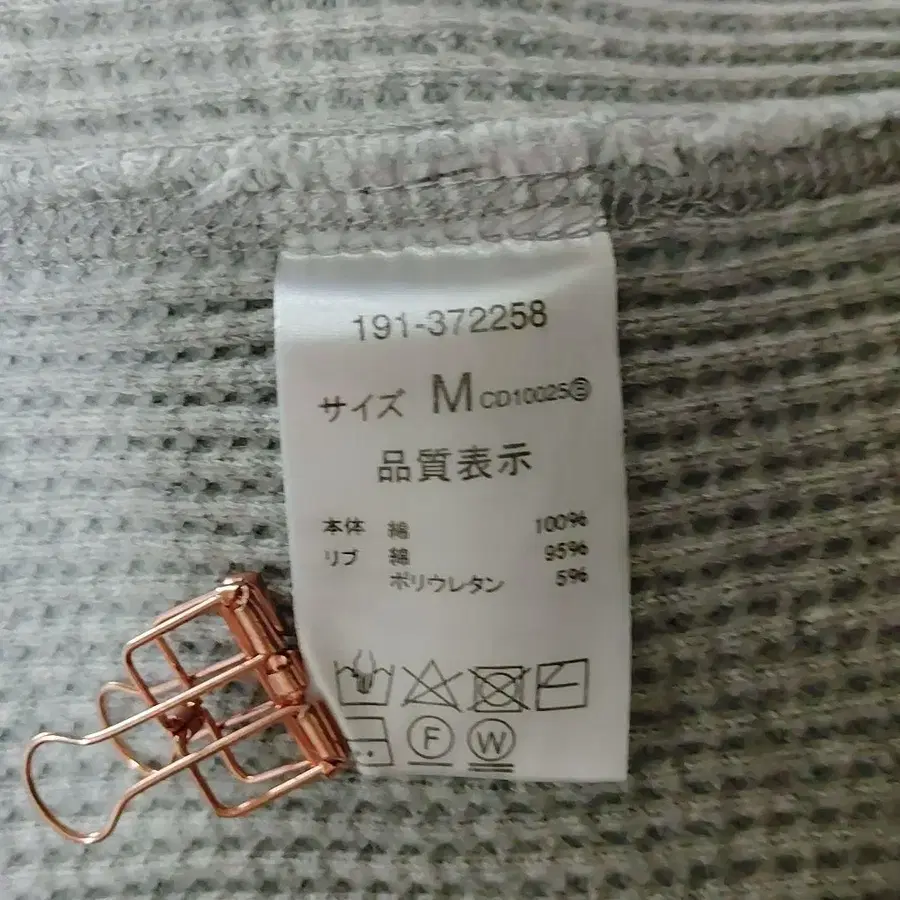 191-372258
サイズ M CD10025Ⓢ
品質表示
本体 綿 100%
リブ 綿 95%
ポリウレタン 5%
F W